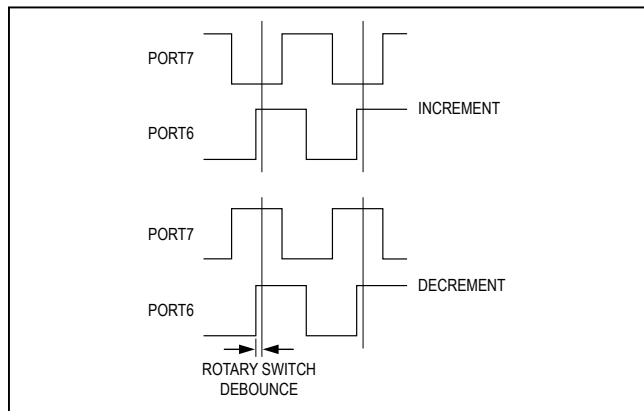 PORT7
INCREMENT
PORT6
PORT7
DECREMENT
PORT6
ROTARY SWITCH
DEBOUNCE